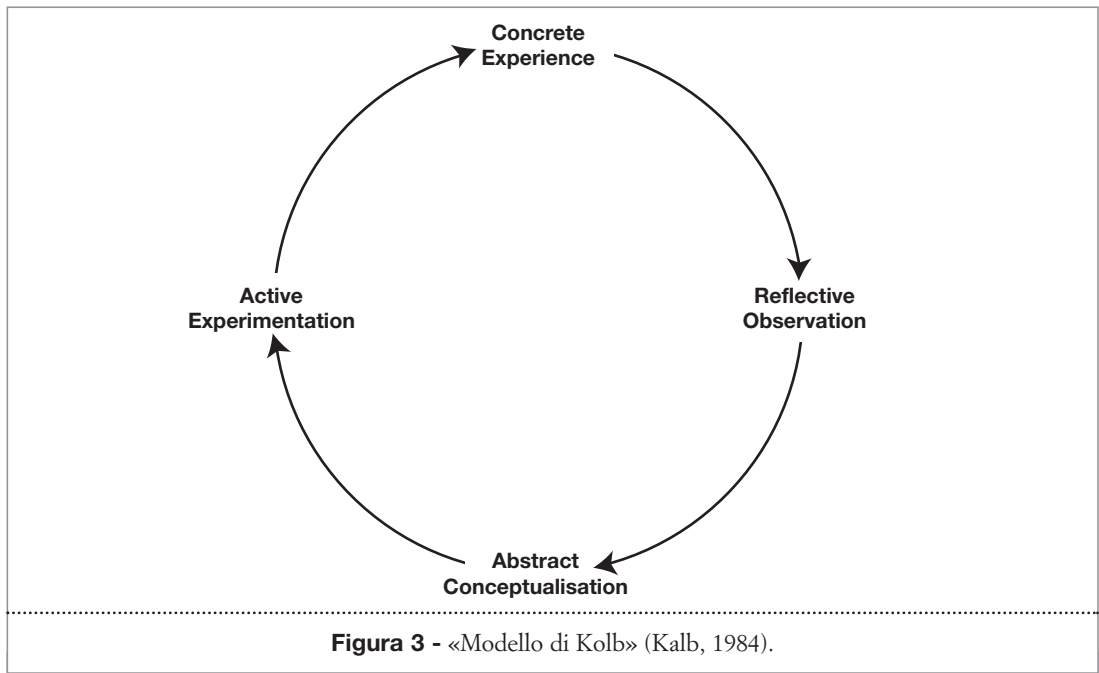 Concrete
Experience
Active
Experimentation
Reflective
Observation
Abstract
Conceptualisation
Figura 3 - «Modello di Kolb» (Kalb, 1984).